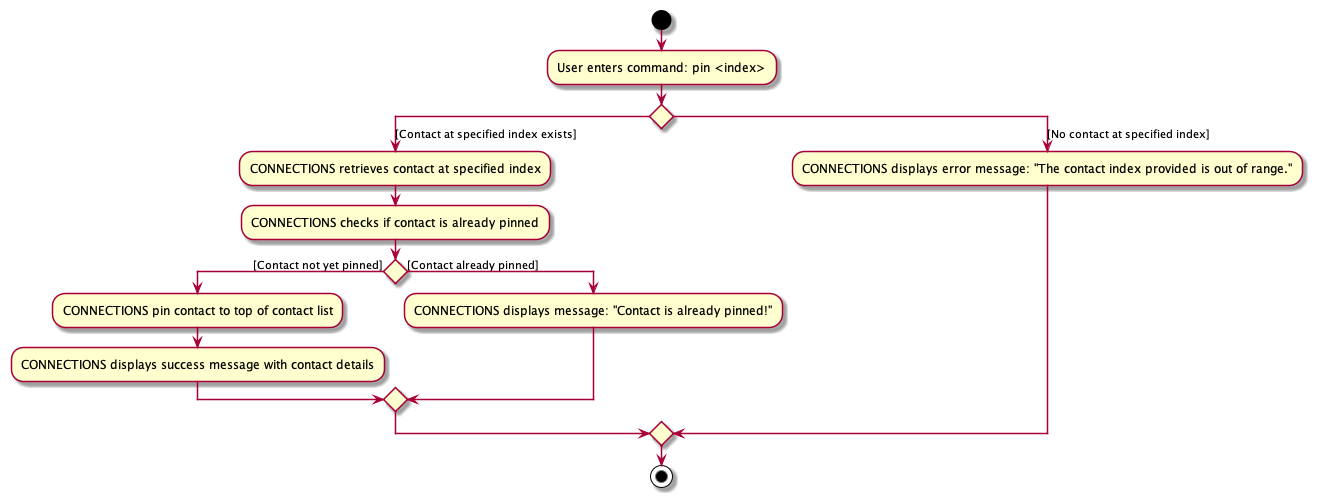 User enters command: pin <index>
[Contact at specified index exists]
[No contact at specified index]
CONNECTIONS retrieves contact at specified index
CONNECTIONS displays error message: "The contact index provided is out of range."
CONNECTIONS checks if contact is already pinned
[Contact not yet pinned]
[Contact already pinned]
CONNECTIONS pin contact to top of contact list
CONNECTIONS displays message: "Contact is already pinned!"
CONNECTIONS displays success message with contact details